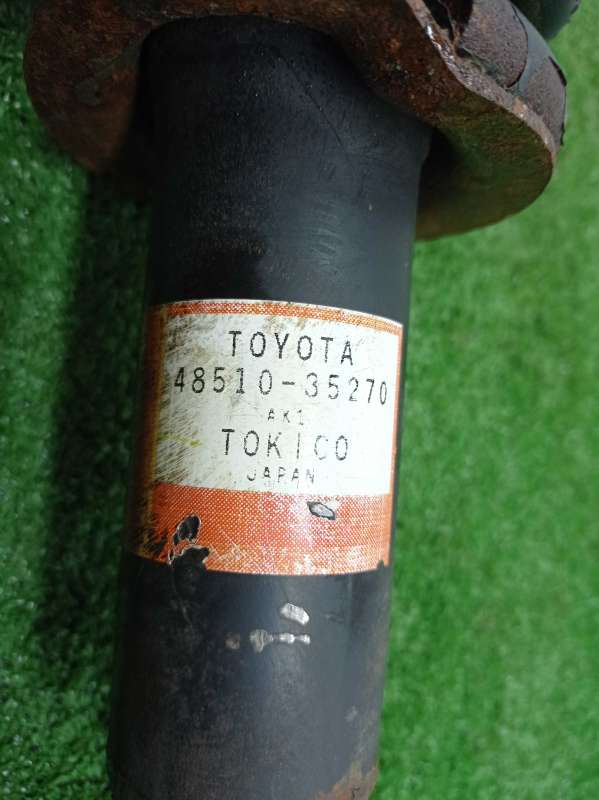 TOYOTA
48510-35270
AK1
TOKICO
JAPAN